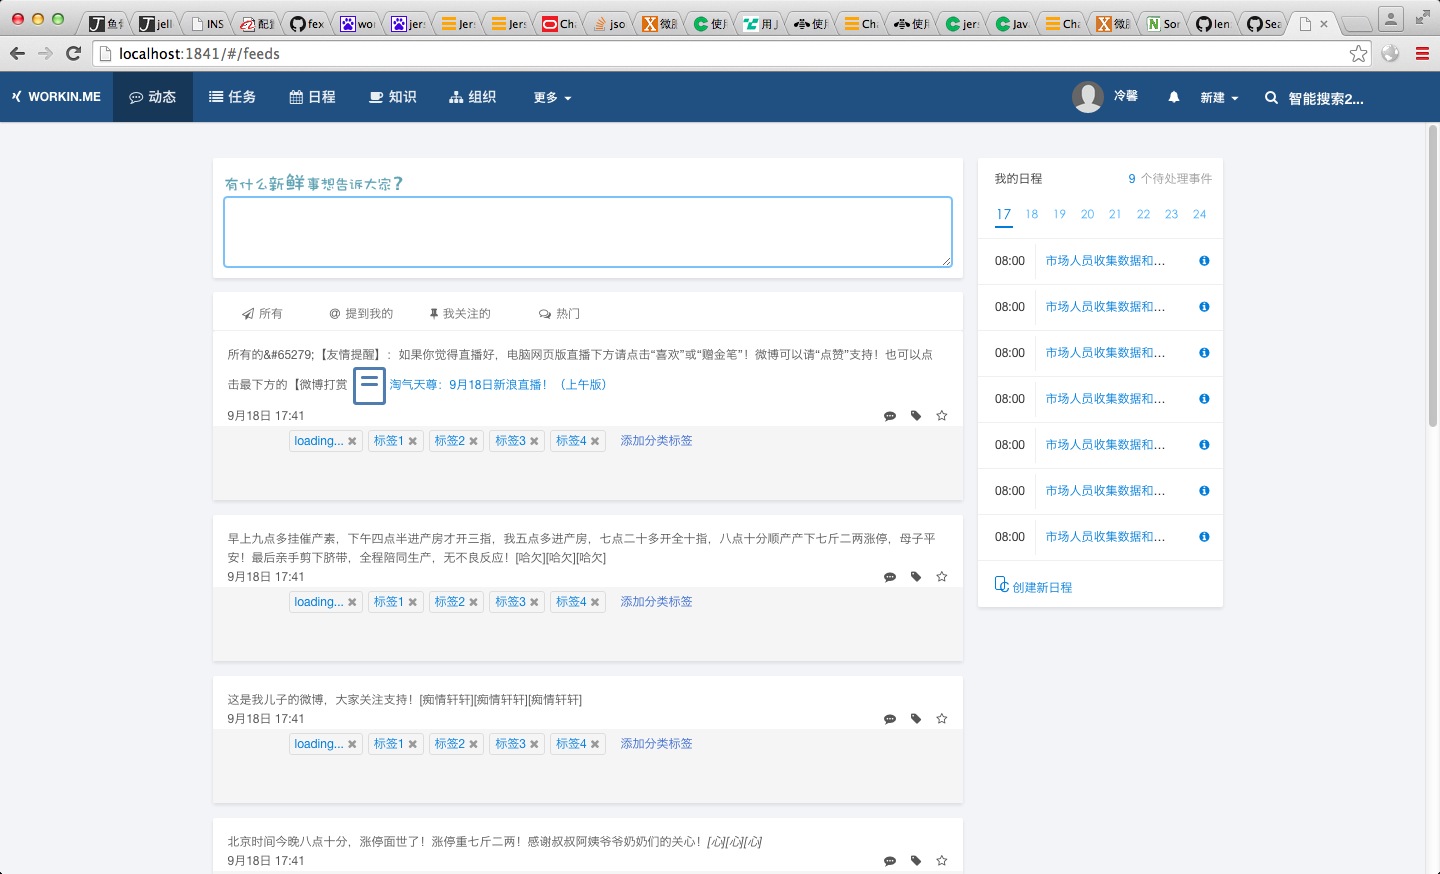 鱼骨
jell
INS
配置
fex
wor
jers
Jers
Jers
Cha
jso
微服
使用
用 J
使用
Cha
使用
jers
Java
Cha
微服
Sor
len
Sea
localhost:1841/#/feeds
WORKIN.ME
动态
任务
日程
知识
组织
更多
冷馨
新建
智能搜索2...
有什么新鲜事想告诉大家?
所有
@ 提到我的
我关注的
热门
所有的&#65279;【友情提醒】：如果你觉得直播好，电脑网页版直播下方请点击“喜欢”或“赠金笔”！微博可以请“点赞”支持！也可以点
击最下方的【微博打赏 淘气天尊：9月18日新浪直播！（上午版）
9月18日 17:41
loading... ✖ 标签1 ✖ 标签2 ✖ 标签3 ✖ 标签4 ✖ 添加分类标签
早上九点多挂催产素，下午四点半进产房才开三指，我五点多进产房，七点二十多开全十指，八点十分顺产产下七斤二两涨停，母子平
安！最后亲手剪下脐带，全程陪同生产，无不良反应！[哈欠][哈欠][哈欠]
9月18日 17:41
loading... ✖ 标签1 ✖ 标签2 ✖ 标签3 ✖ 标签4 ✖ 添加分类标签
这是我儿子的微博，大家关注支持！[痴情轩轩][痴情轩轩][痴情轩轩]
9月18日 17:41
loading... ✖ 标签1 ✖ 标签2 ✖ 标签3 ✖ 标签4 ✖ 添加分类标签
北京时间今晚八点十分，涨停面世了！涨停重七斤二两！感谢叔叔阿姨爷爷奶奶们的关心！[心][心][心]
9月18日 17:41
我的日程
9 个待处理事件
17 18 19 20 21 22 23 24
08:00 市场人员收集数据和...
08:00 市场人员收集数据和...
08:00 市场人员收集数据和...
08:00 市场人员收集数据和...
08:00 市场人员收集数据和...
08:00 市场人员收集数据和...
08:00 市场人员收集数据和...
创建新日程